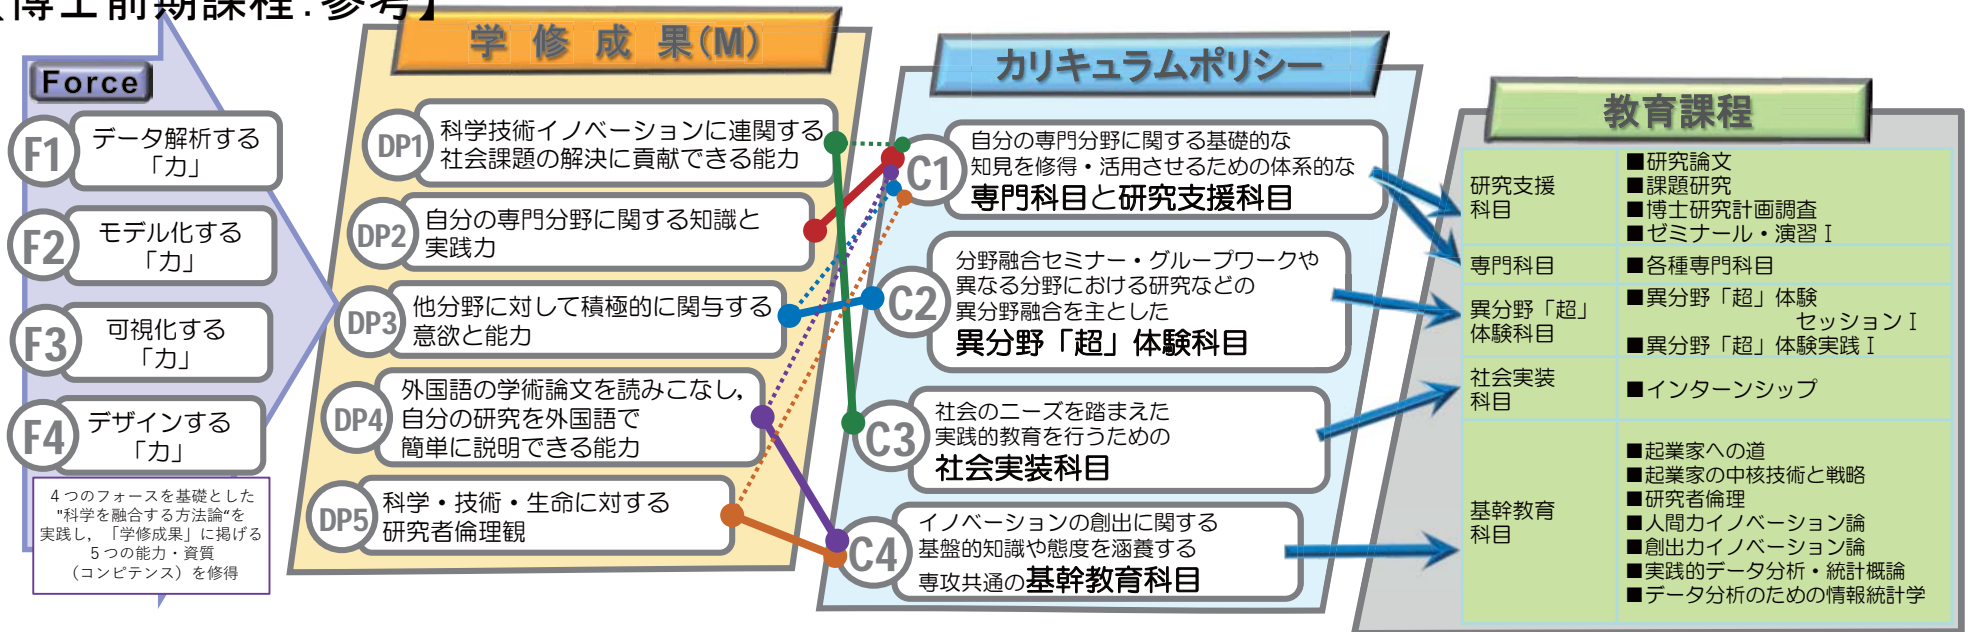 【博士前期課程:参考】
Force
F1
データ解析する
「力」
F2
モデル化する
「力」
F3
可視化する
「力」
F4
デザインする
「力」
4つのフォースを基礎とした
"科学を融合する方法論“を
実践し，「学修成果」に掲げる
5つの能力・資質
（コンピテンス）を修得
学 修 成 果(M)
DP1
科学技術イノベーションに連関する
社会課題の解決に貢献できる能力
DP2
自分の専門分野に関する知識と
実践力
DP3
他分野に対して積極的に関与する
意欲と能力
DP4
外国語の学術論文を読みこなし，
自分の研究を外国語で
簡単に説明できる能力
DP5
科学・技術・生命に対する
研究者倫理観
カリキュラムポリシー
C1
自分の専門分野に関する基礎的な
知見を修得・活用させるための体系的な
専門科目と研究支援科目
C2
分野融合セミナー・グループワークや
異なる分野における研究などの
異分野融合を主とした
異分野「超」体験科目
C3
社会のニーズを踏まえた
実践的教育を行うための
社会実装科目
C4
イノベーションの創出に関する
基盤的知識や態度を涵養する
専攻共通の基幹教育科目
教育課程
研究支援
科目
■研究論文
■課題研究
■博士研究計画調査
■ゼミナール・演習Ⅰ
専門科目
■各種専門科目
異分野「超」
体験科目
■異分野「超」体験
セッションⅠ
■異分野「超」体験実践Ⅰ
社会実装
科目
■インターンシップ
基幹教育
科目
■起業家への道
■起業家の中核技術と戦略
■研究者倫理
■人間力イノベーション論
■創出力イノベーション論
■実践的データ分析・統計概論
■データ分析のための情報統計学